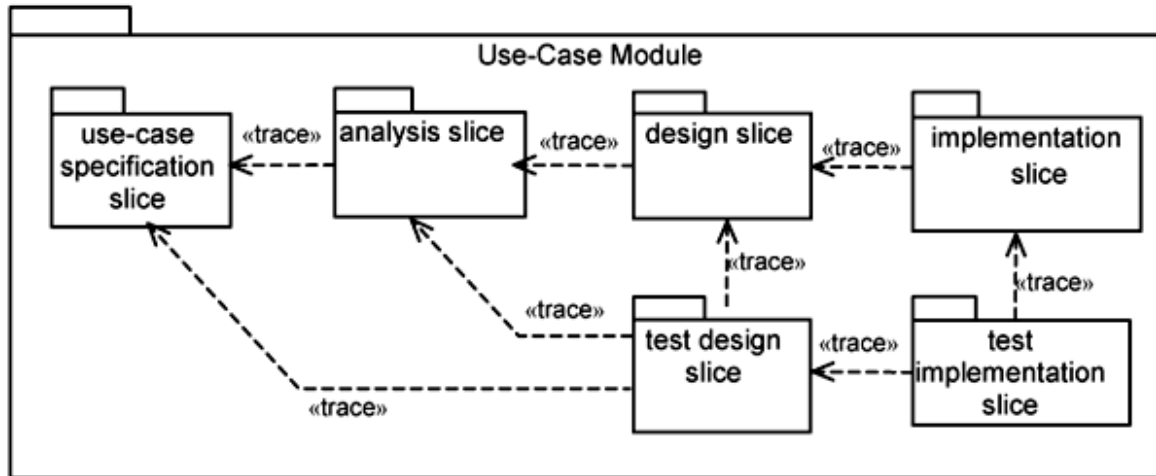 Use-Case Module
use-case
specification
slice
«trace»
analysis slice
«trace»
design slice
«trace»
implementation
slice
«trace»
«trace»
«trace»
test design
slice
«trace»
test
implementation
slice
«trace»